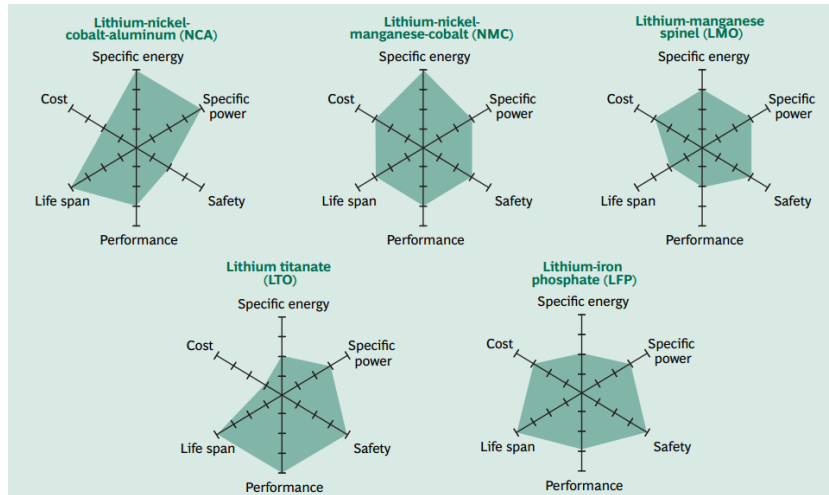 Lithium-nickel-
cobalt-aluminum (NCA)
Specific energy
Cost
Specific
power
Life span
Safety
Performance
Lithium-nickel-
manganese-cobalt (NMC)
Specific energy
Cost
Specific
power
Life span
Safety
Performance
Lithium-manganese
spinel (LMO)
Specific energy
Cost
Specific
power
Life span
Safety
Performance
Lithium titanate
(LTO)
Specific energy
Cost
Specific
power
Life span
Safety
Performance
Lithium-iron
phosphate (LFP)
Specific energy
Cost
Specific
power
Life span
Safety
Performance